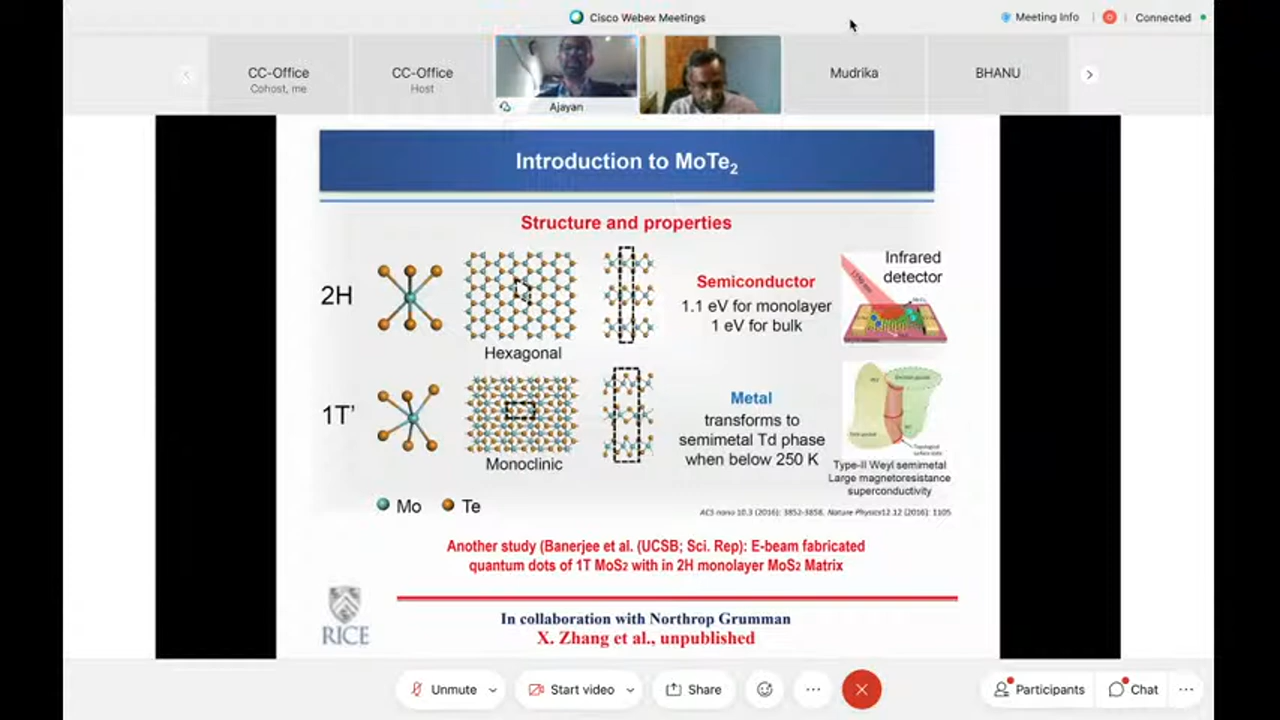 Cisco Webex Meetings
Meeting Info
Connected
CC-Office
Cohost, me
CC-Office
Host
Ajayan
Mudrika
BHANU
Introduction to MoTe2
Structure and properties
2H
Hexagonal
Semiconductor
1.1 eV for monolayer
1 eV for bulk
Infrared
detector
1T'
Monoclinic
Metal
transforms to
semimetal Td phase
when below 250 K
Type-II Weyl semimetal
Large magnetoresistance
superconductivity
Mo
Te
ACS nano 10.3 (2016): 3852-3858, Nature Physics12.12 (2016): 1105
Another study (Banerjee et al. (UCSB; Sci. Rep): E-beam fabricated
quantum dots of 1T MoS2 with in 2H monolayer MoS2 Matrix
RICE
In collaboration with Northrop Grumman
X. Zhang et al., unpublished
Unmute
Start video
Share
Participants
Chat